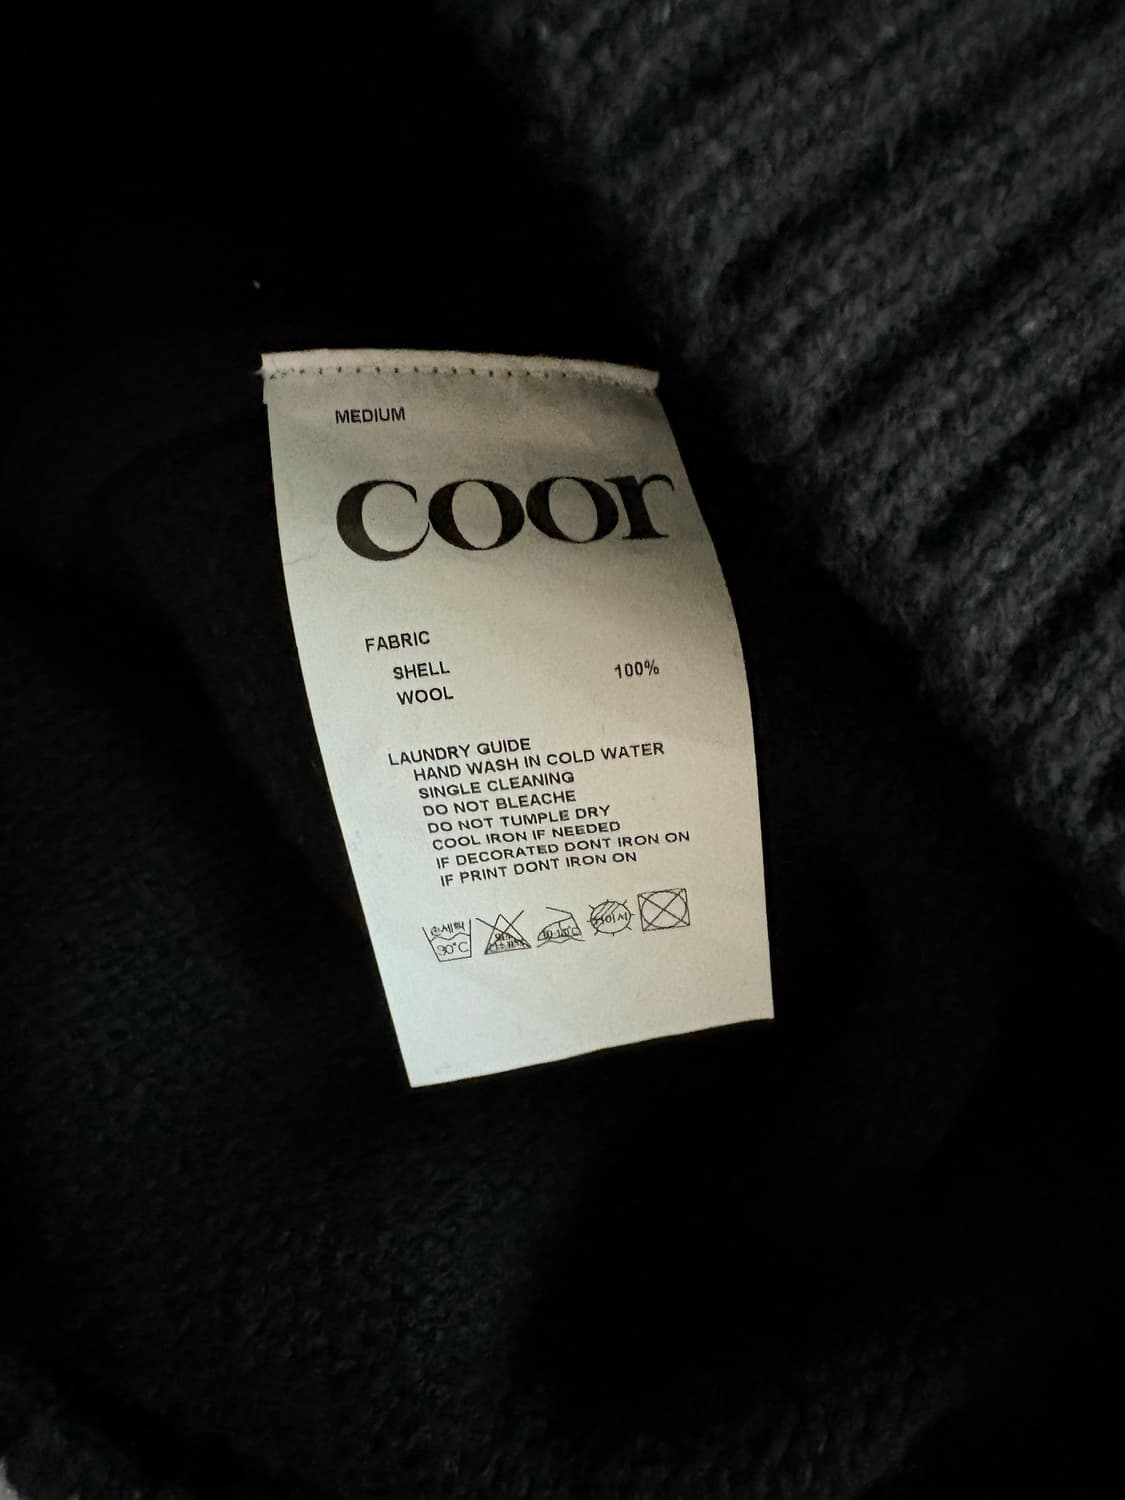 MEDIUM
coor
FABRIC
SHELL 100%
WOOL
LAUNDRY GUIDE
HAND WASH IN COLD WATER
SINGLE CLEANING
DO NOT BLEACHE
DO NOT TUMPLE DRY
COOL IRON IF NEEDED
IF DECORATED DONT IRON ON
IF PRINT DONT IRON ON